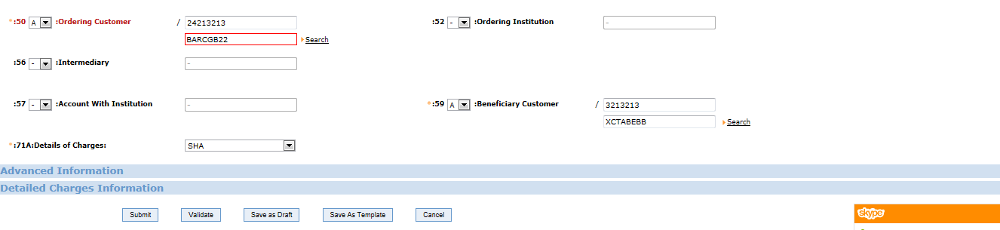 *:50 A :Ordering Customer / 24213213 :52 - :Ordering Institution -
BARCGB22 Search
:56 - :Intermediary -
:57 - :Account With Institution - *:59 A :Beneficiary Customer / 3213213
XCTABEBB Search
*:71A:Details of Charges: SHA
Advanced Information
Detailed Charges Information
Submit Validate Save as Draft Save As Template Cancel skype